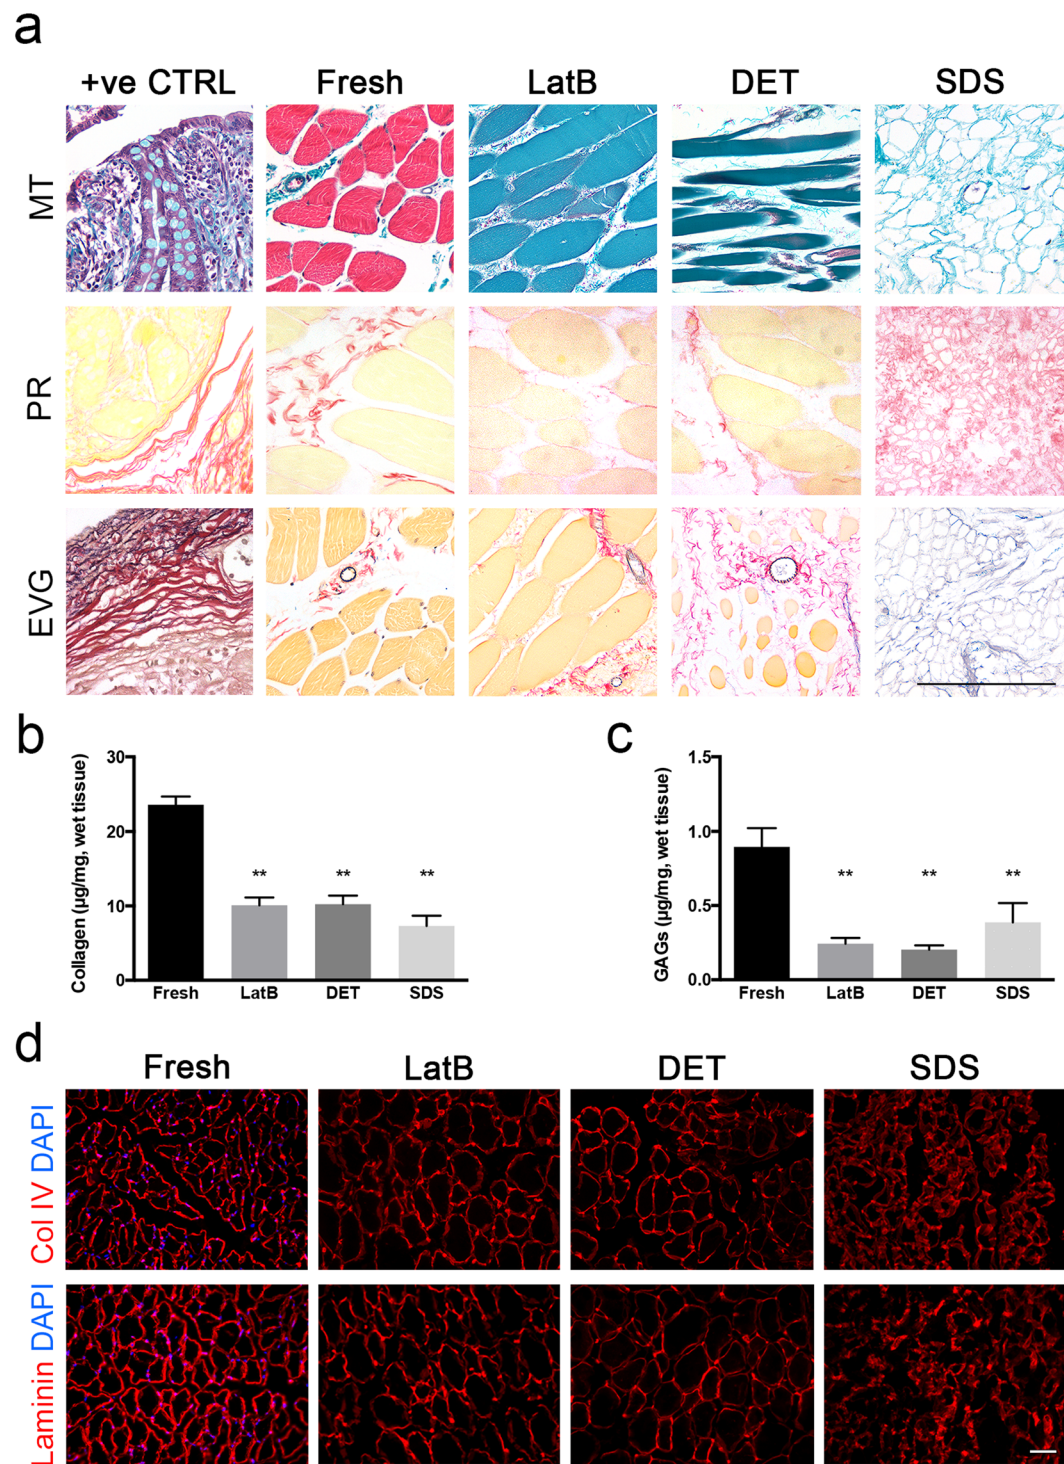 a
+ve CTRL Fresh LatB DET SDS
MT
PR
EVG
b
Collagen (µg/mg, wet tissue)
30
20
10
0
** ** **
Fresh LatB DET SDS
c
GAGs (µg/mg, wet tissue)
1.5
1.0
0.5
0.0
** ** **
Fresh LatB DET SDS
d
Fresh LatB DET SDS
Col IV DAPI
Laminin DAPI